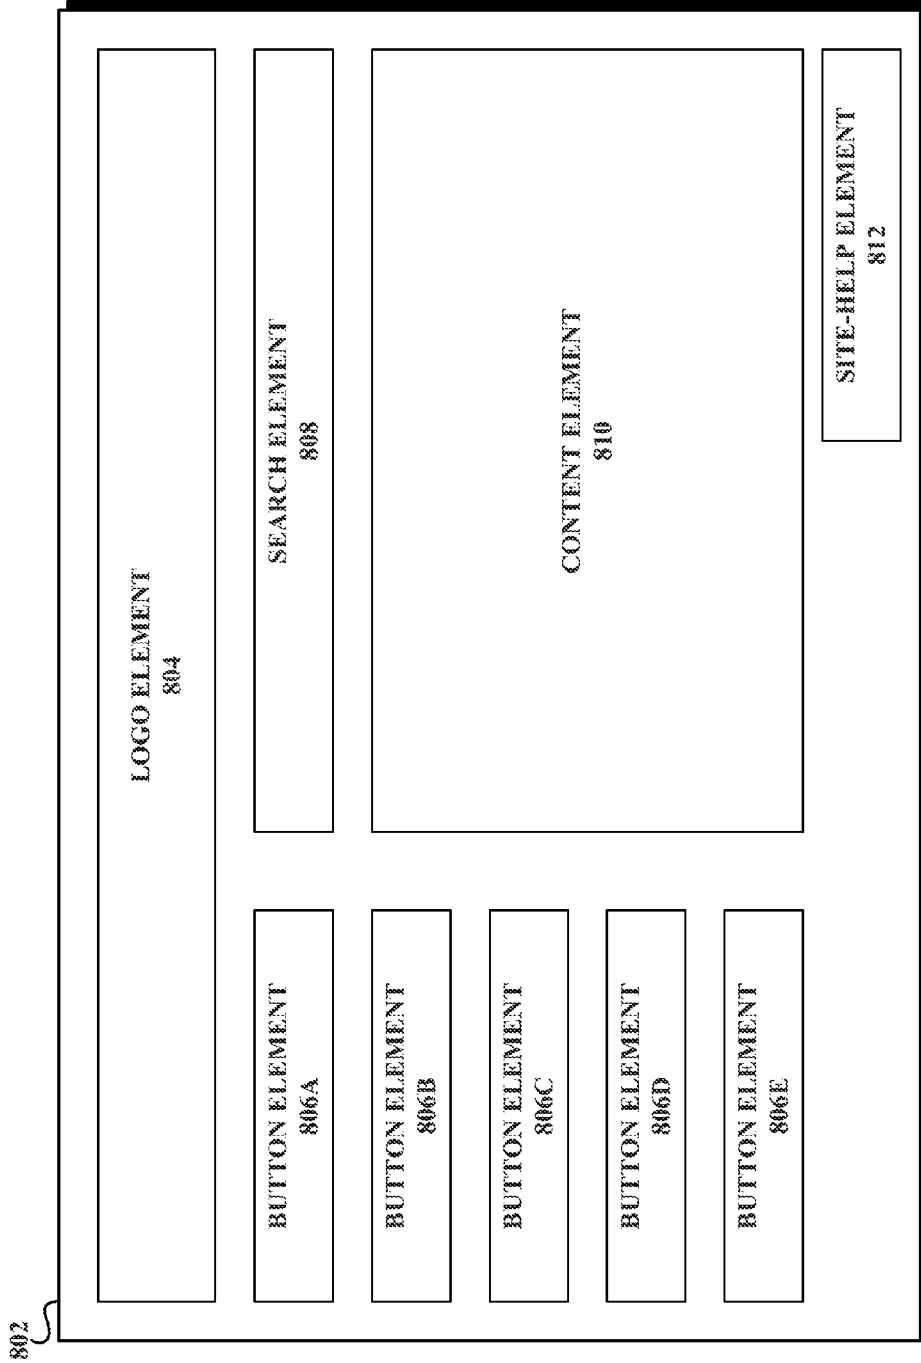 802
LOGO ELEMENT
804
BUTTON ELEMENT
806A
SEARCH ELEMENT
808
BUTTON ELEMENT
806B
CONTENT ELEMENT
810
BUTTON ELEMENT
806C
BUTTON ELEMENT
806D
BUTTON ELEMENT
806E
SITE-HELP ELEMENT
812